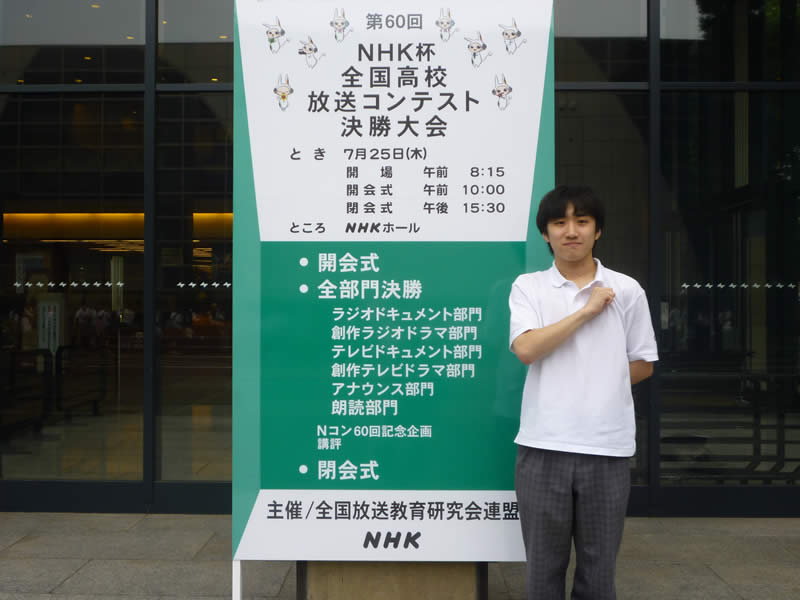 第60回
NHK杯
全国高校
放送コンテスト
決勝大会
とき 7月25日(木)
開場 午前 8:15
開会式 午前 10:00
閉会式 午後 15:30
ところ NHKホール
• 開会式
• 全部門決勝
ラジオドキュメント部門
創作ラジオドラマ部門
テレビドキュメント部門
創作テレビドラマ部門
アナウンス部門
朗読部門
Nコン60回記念企画
講評
• 閉会式
主催/全国放送教育研究会連盟
NHK